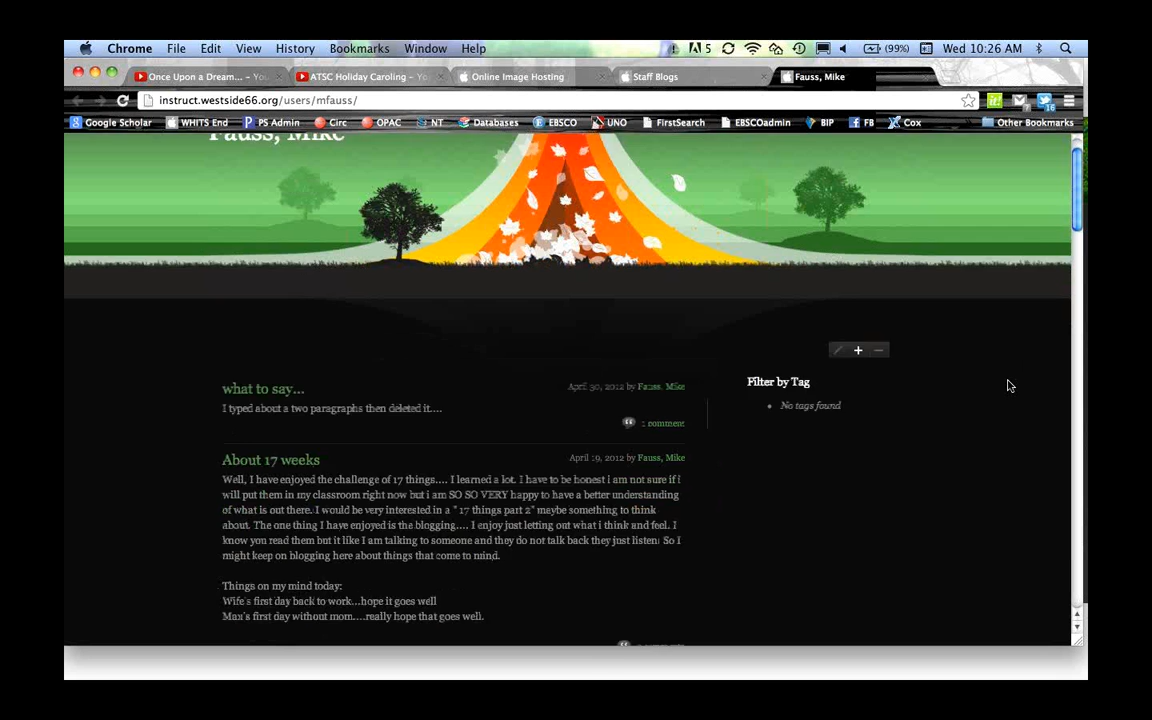 Chrome File Edit View History Bookmarks Window Help 5 (99%) Wed 10:26 AM
Once Upon a Dream... – You ATSC Holiday Caroling – Yo Online Image Hosting Staff Blogs Fauss, Mike
instruct.westside66.org/users/mfauss/
Google Scholar WHITS End PS Admin Circ OPAC NT Databases EBSCO UNO FirstSearch EBSCOadmin BIP FB Cox Other Bookmarks
Fauss, Mike
what to say...
April 30, 2012 by Fauss, Mike
I typed about a two paragraphs then deleted it....
comment
Filter by Tag
No tags found
About 17 weeks
April 19, 2012 by Fauss, Mike
Well, I have enjoyed the challenge of 17 things.... I learned a lot. I have to be honest i am not sure if I
will put them in my classroom right now but i am SO SO VERY happy to have a better understanding
of what is out there. I would be very interested in a " 17 things part 2" maybe something to think
about. The one thing I have enjoyed is the blogging.... I enjoy just letting out what i think and feel. I
know you read them but it like I am talking to someone and they do not talk back they just listen. So I
might keep on blogging here about things that come to mind.
Things on my mind today:
Wife's first day back to work...hope it goes well
Max's first day without mom....really hope that goes well.